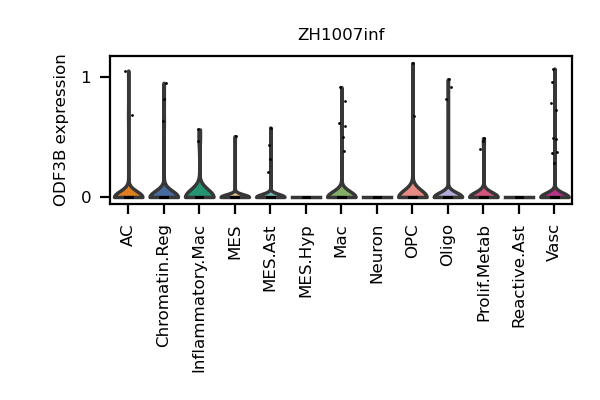 ZH1007inf
ODF3B expression
1
0
AC
Chromatin.Reg
Inflammatory.Mac
MES
MES.Ast
MES.Hyp
Mac
Neuron
OPC
Oligo
Prolif.Metab
Reactive.Ast
Vasc